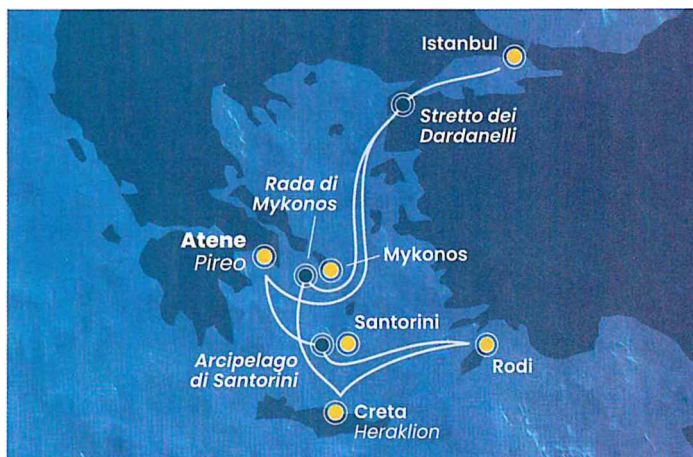 Istanbul
Stretto dei
Dardanelli
Rada di
Mykonos
Atene
Pireo
Mykonos
Santorini
Arcipelago
di Santorini
Rodi
Creta
Heraklion